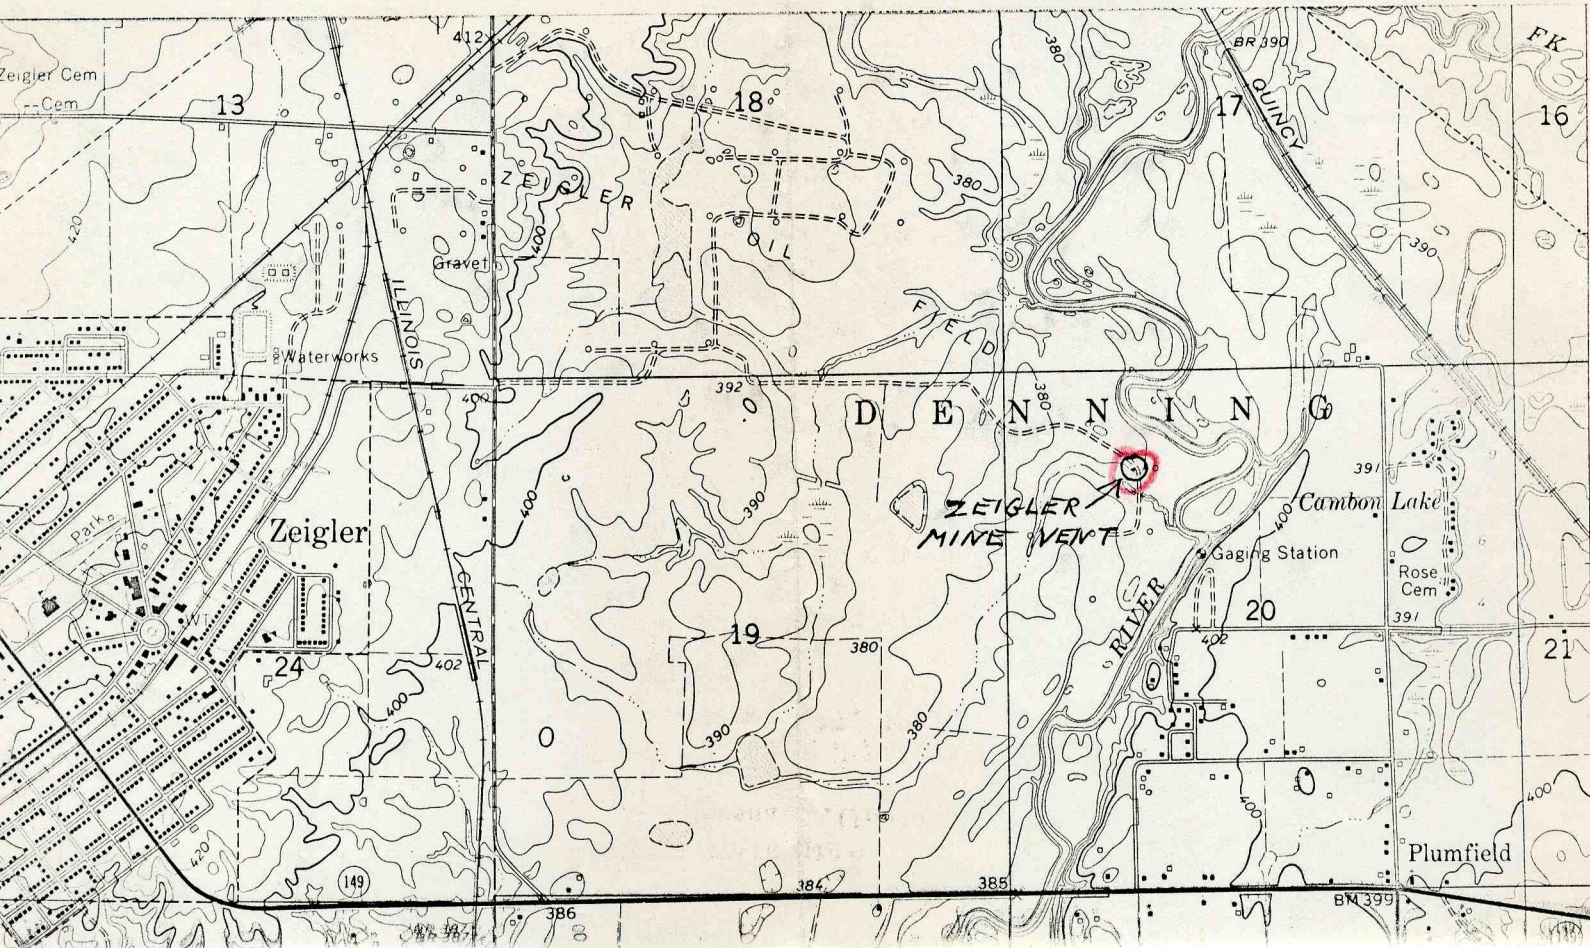 412
BR 390
FK
Zeigler Cem
Cem
13
18
17
16
380
QUINCY
ZEIGLER
380
420
400
OIL
390
Gravel
ILLINOIS
FIELD
Waterworks
392
400
380
DENNING
391
ZEIGLER
MINE VENT
Cambon Lake
400
390
400
Zeigler
Park
Gaging Station
Rose
Cem
CENTRAL
RIVER
WT
19
20
391
402
380
21
24
402
400
390
380
400
400
420
Plumfield
149
384
385
386
BM 399